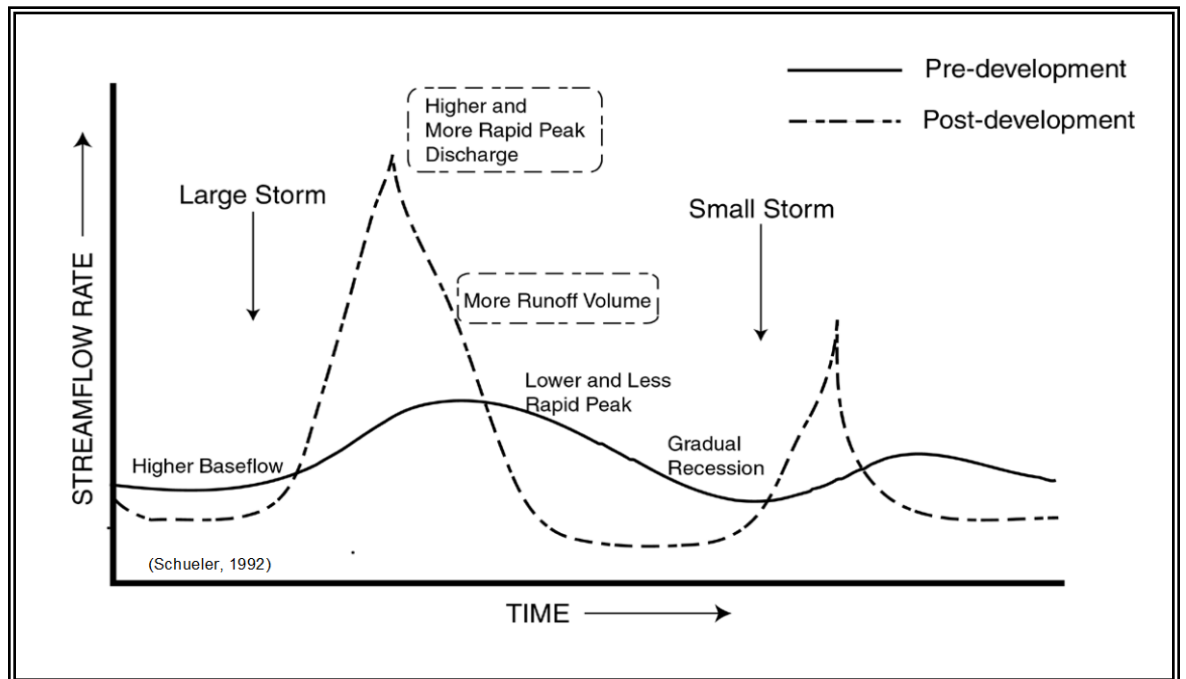 Pre-development
Post-development
Higher and
More Rapid Peak
Discharge
Large Storm
Small Storm
More Runoff Volume
Lower and Less
Rapid Peak
Gradual
Recession
Higher Baseflow
STREAMFLOW RATE
(Schueler, 1992)
TIME